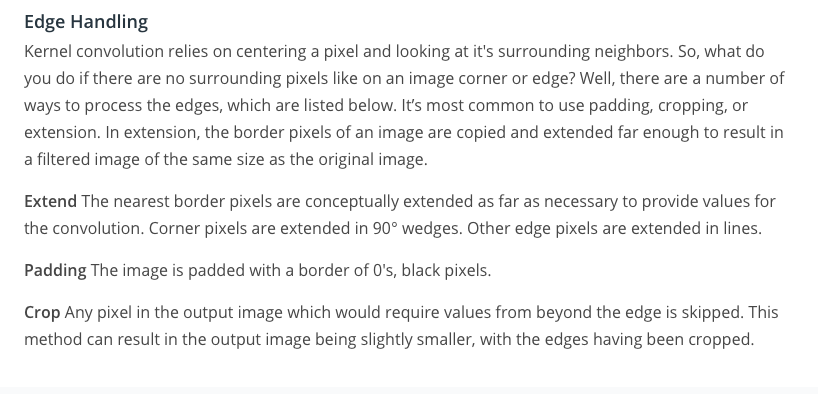 Edge Handling
Kernel convolution relies on centering a pixel and looking at it's surrounding neighbors. So, what do
you do if there are no surrounding pixels like on an image corner or edge? Well, there are a number of
ways to process the edges, which are listed below. It’s most common to use padding, cropping, or
extension. In extension, the border pixels of an image are copied and extended far enough to result in
a filtered image of the same size as the original image.
Extend The nearest border pixels are conceptually extended as far as necessary to provide values for
the convolution. Corner pixels are extended in 90° wedges. Other edge pixels are extended in lines.
Padding The image is padded with a border of 0's, black pixels.
Crop Any pixel in the output image which would require values from beyond the edge is skipped. This
method can result in the output image being slightly smaller, with the edges having been cropped.